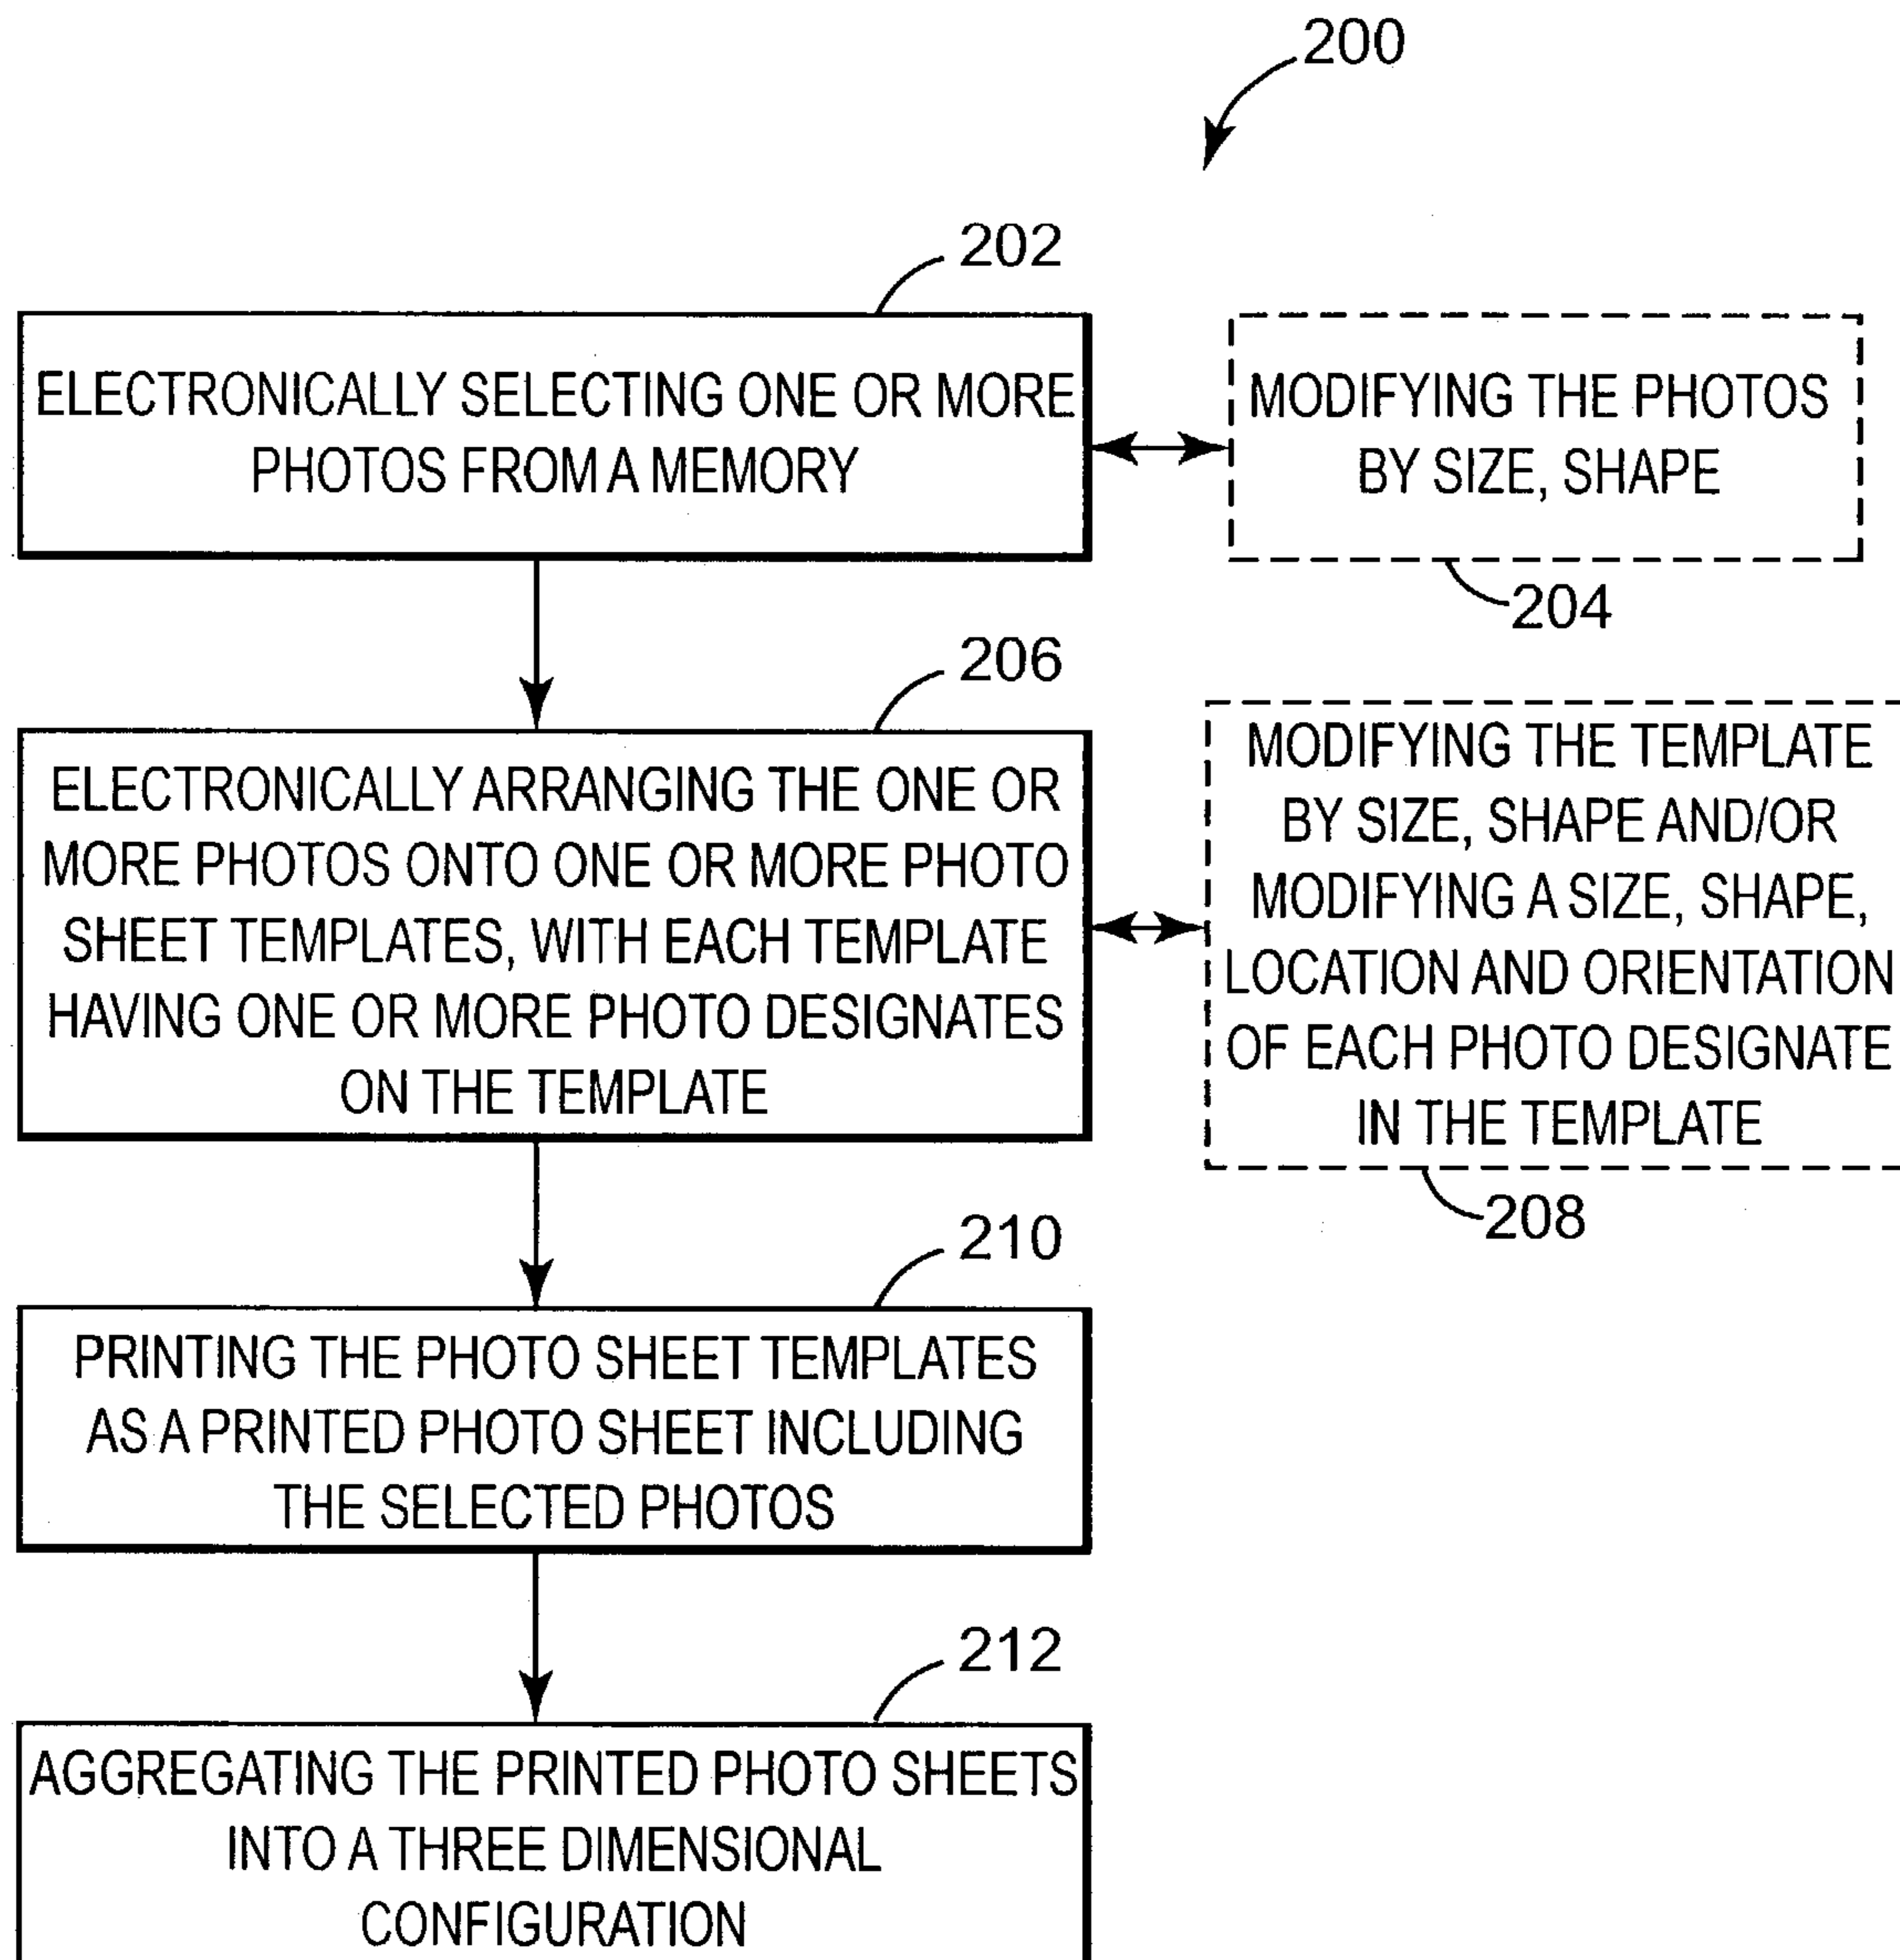 200
202
ELECTRONICALLY SELECTING ONE OR MORE
PHOTOS FROM A MEMORY
MODIFYING THE PHOTOS
BY SIZE, SHAPE
204
206
ELECTRONICALLY ARRANGING THE ONE OR
MORE PHOTOS ONTO ONE OR MORE PHOTO
SHEET TEMPLATES, WITH EACH TEMPLATE
HAVING ONE OR MORE PHOTO DESIGNATES
ON THE TEMPLATE
MODIFYING THE TEMPLATE
BY SIZE, SHAPE AND/OR
MODIFYING A SIZE, SHAPE,
LOCATION AND ORIENTATION
OF EACH PHOTO DESIGNATE
IN THE TEMPLATE
208
210
PRINTING THE PHOTO SHEET TEMPLATES
AS A PRINTED PHOTO SHEET INCLUDING
THE SELECTED PHOTOS
212
AGGREGATING THE PRINTED PHOTO SHEETS
INTO A THREE DIMENSIONAL
CONFIGURATION